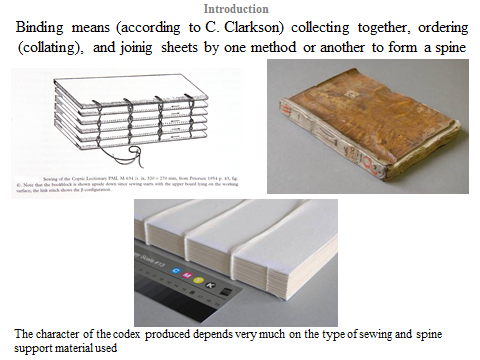 Introduction
Binding means (according to C. Clarkson) collecting together, ordering
(collating), and joinig sheets by one method or another to form a spine
Sewing of the Coptic Lectionary PML M 654 (s. ix, 320 × 239 mm, from Petersen 1954 p. 43, fig.
4). Note that the bookblock is shown upside down since sewing starts with the upper board lying on the working
surface; the link stitch shows the β configuration.
C M Y K
The character of the codex produced depends very much on the type of sewing and spine
support material used